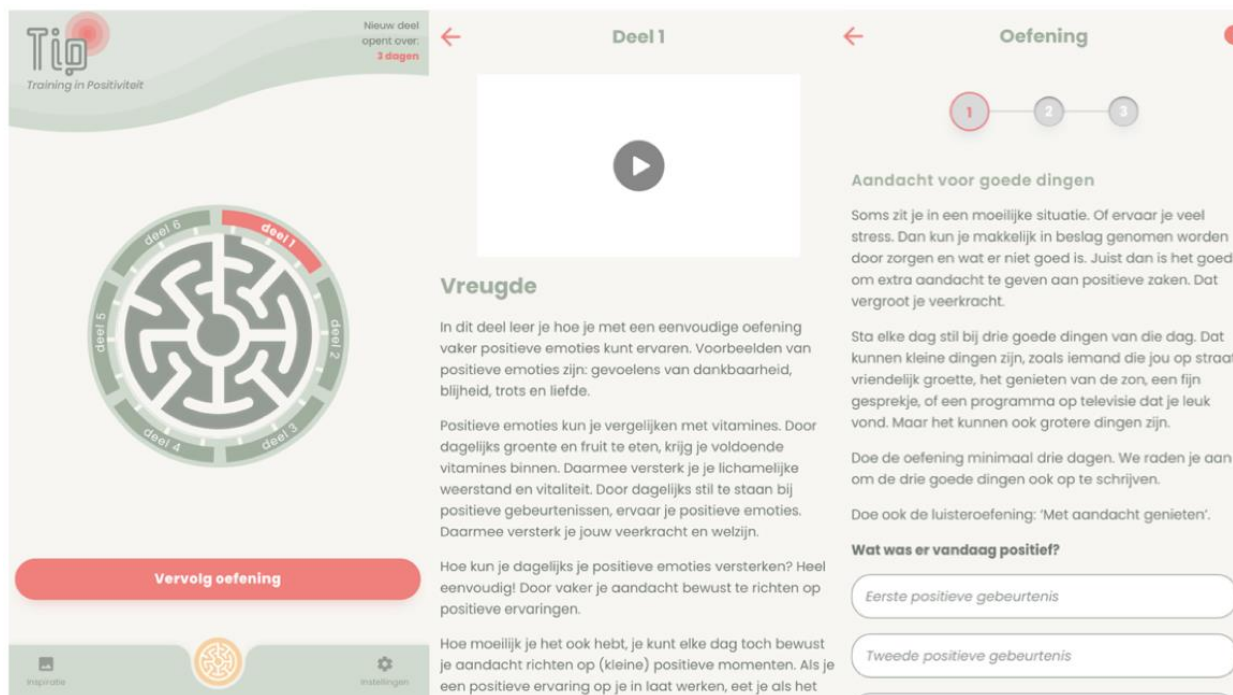 Tip
Training in Positiviteit
Nieuw deel
opent over:
3 dagen
deel 1
deel 2
deel 3
deel 4
deel 5
deel 6
Vervolg oefening
Inspiratie
Instellingen
Deel 1
Vreugde
In dit deel leer je hoe je met een eenvoudige oefening
vaker positieve emoties kunt ervaren. Voorbeelden van
positieve emoties zijn: gevoelens van dankbaarheid,
blijheid, trots en liefde.
Positieve emoties kun je vergelijken met vitamines. Door
dagelijks groente en fruit te eten, krijg je voldoende
vitamines binnen. Daarmee versterk je je lichamelijke
weerstand en vitaliteit. Door dagelijks stil te staan bij
positieve gebeurtenissen, ervaar je positieve emoties.
Daarmee versterk je jouw veerkracht en welzijn.
Hoe kun je dagelijks je positieve emoties versterken? Heel
eenvoudig! Door vaker je aandacht bewust te richten op
positieve ervaringen.
Hoe moeilijk je het ook hebt, je kunt elke dag toch bewust
je aandacht richten op (kleine) positieve momenten. Als je
een positieve ervaring op je in laat werken, eet je als het
Oefening
1
2
3
Aandacht voor goede dingen
Soms zit je in een moeilijke situatie. Of ervaar je veel
stress. Dan kun je makkelijk in beslag genomen worden
door zorgen en wat er niet goed is. Juist dan is het goed
om extra aandacht te geven aan positieve zaken. Dat
vergroot je veerkracht.
Sta elke dag stil bij drie goede dingen van die dag. Dat
kunnen kleine dingen zijn, zoals iemand die jou op straat
vriendelijk groette, het genieten van de zon, een fijn
gesprekje, of een programma op televisie dat je leuk
vond. Maar het kunnen ook grotere dingen zijn.
Doe de oefening minimaal drie dagen. We raden je aan
om de drie goede dingen ook op te schrijven.
Doe ook de luisteroefening: ‘Met aandacht genieten’.
Wat was er vandaag positief?
Eerste positieve gebeurtenis
Tweede positieve gebeurtenis